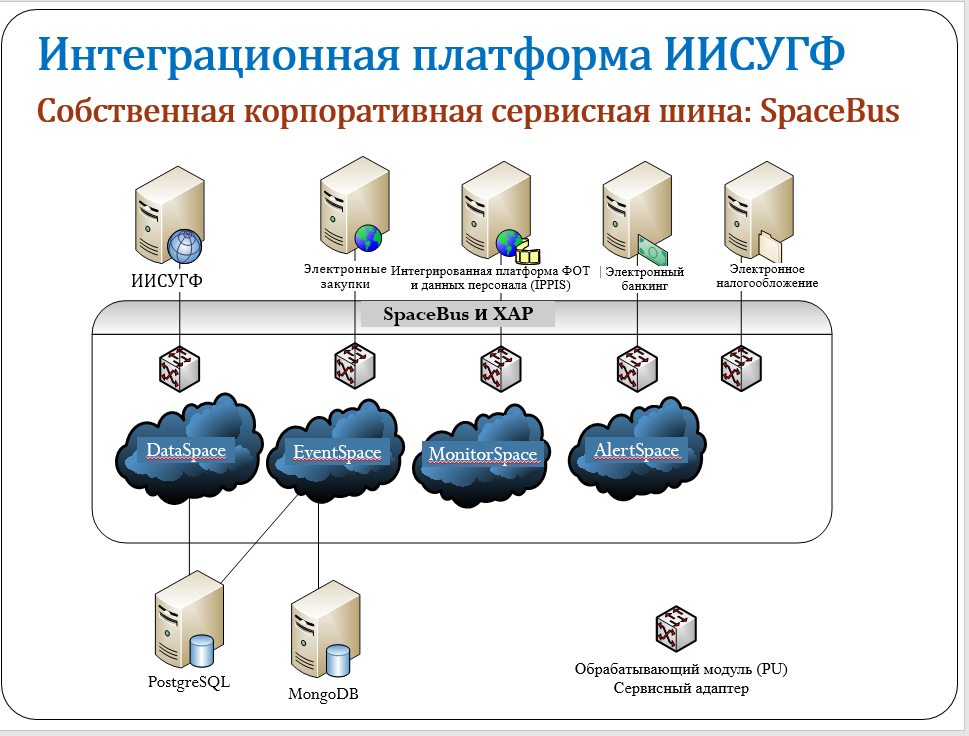 Интеграционная платформа ИИСУГФ
Собственная корпоративная сервисная шина: SpaceBus
ИИСУГФ
Электронные
закупки
Интегрированная платформа ФОТ
и данных персонала (IPPIS)
Электронный
банкинг
Электронное
налогообложение
SpaceBus и XAP
DataSpace
EventSpace
MonitorSpace
AlertSpace
PostgreSQL
MongoDB
Обрабатывающий модуль (PU)
Сервисный адаптер